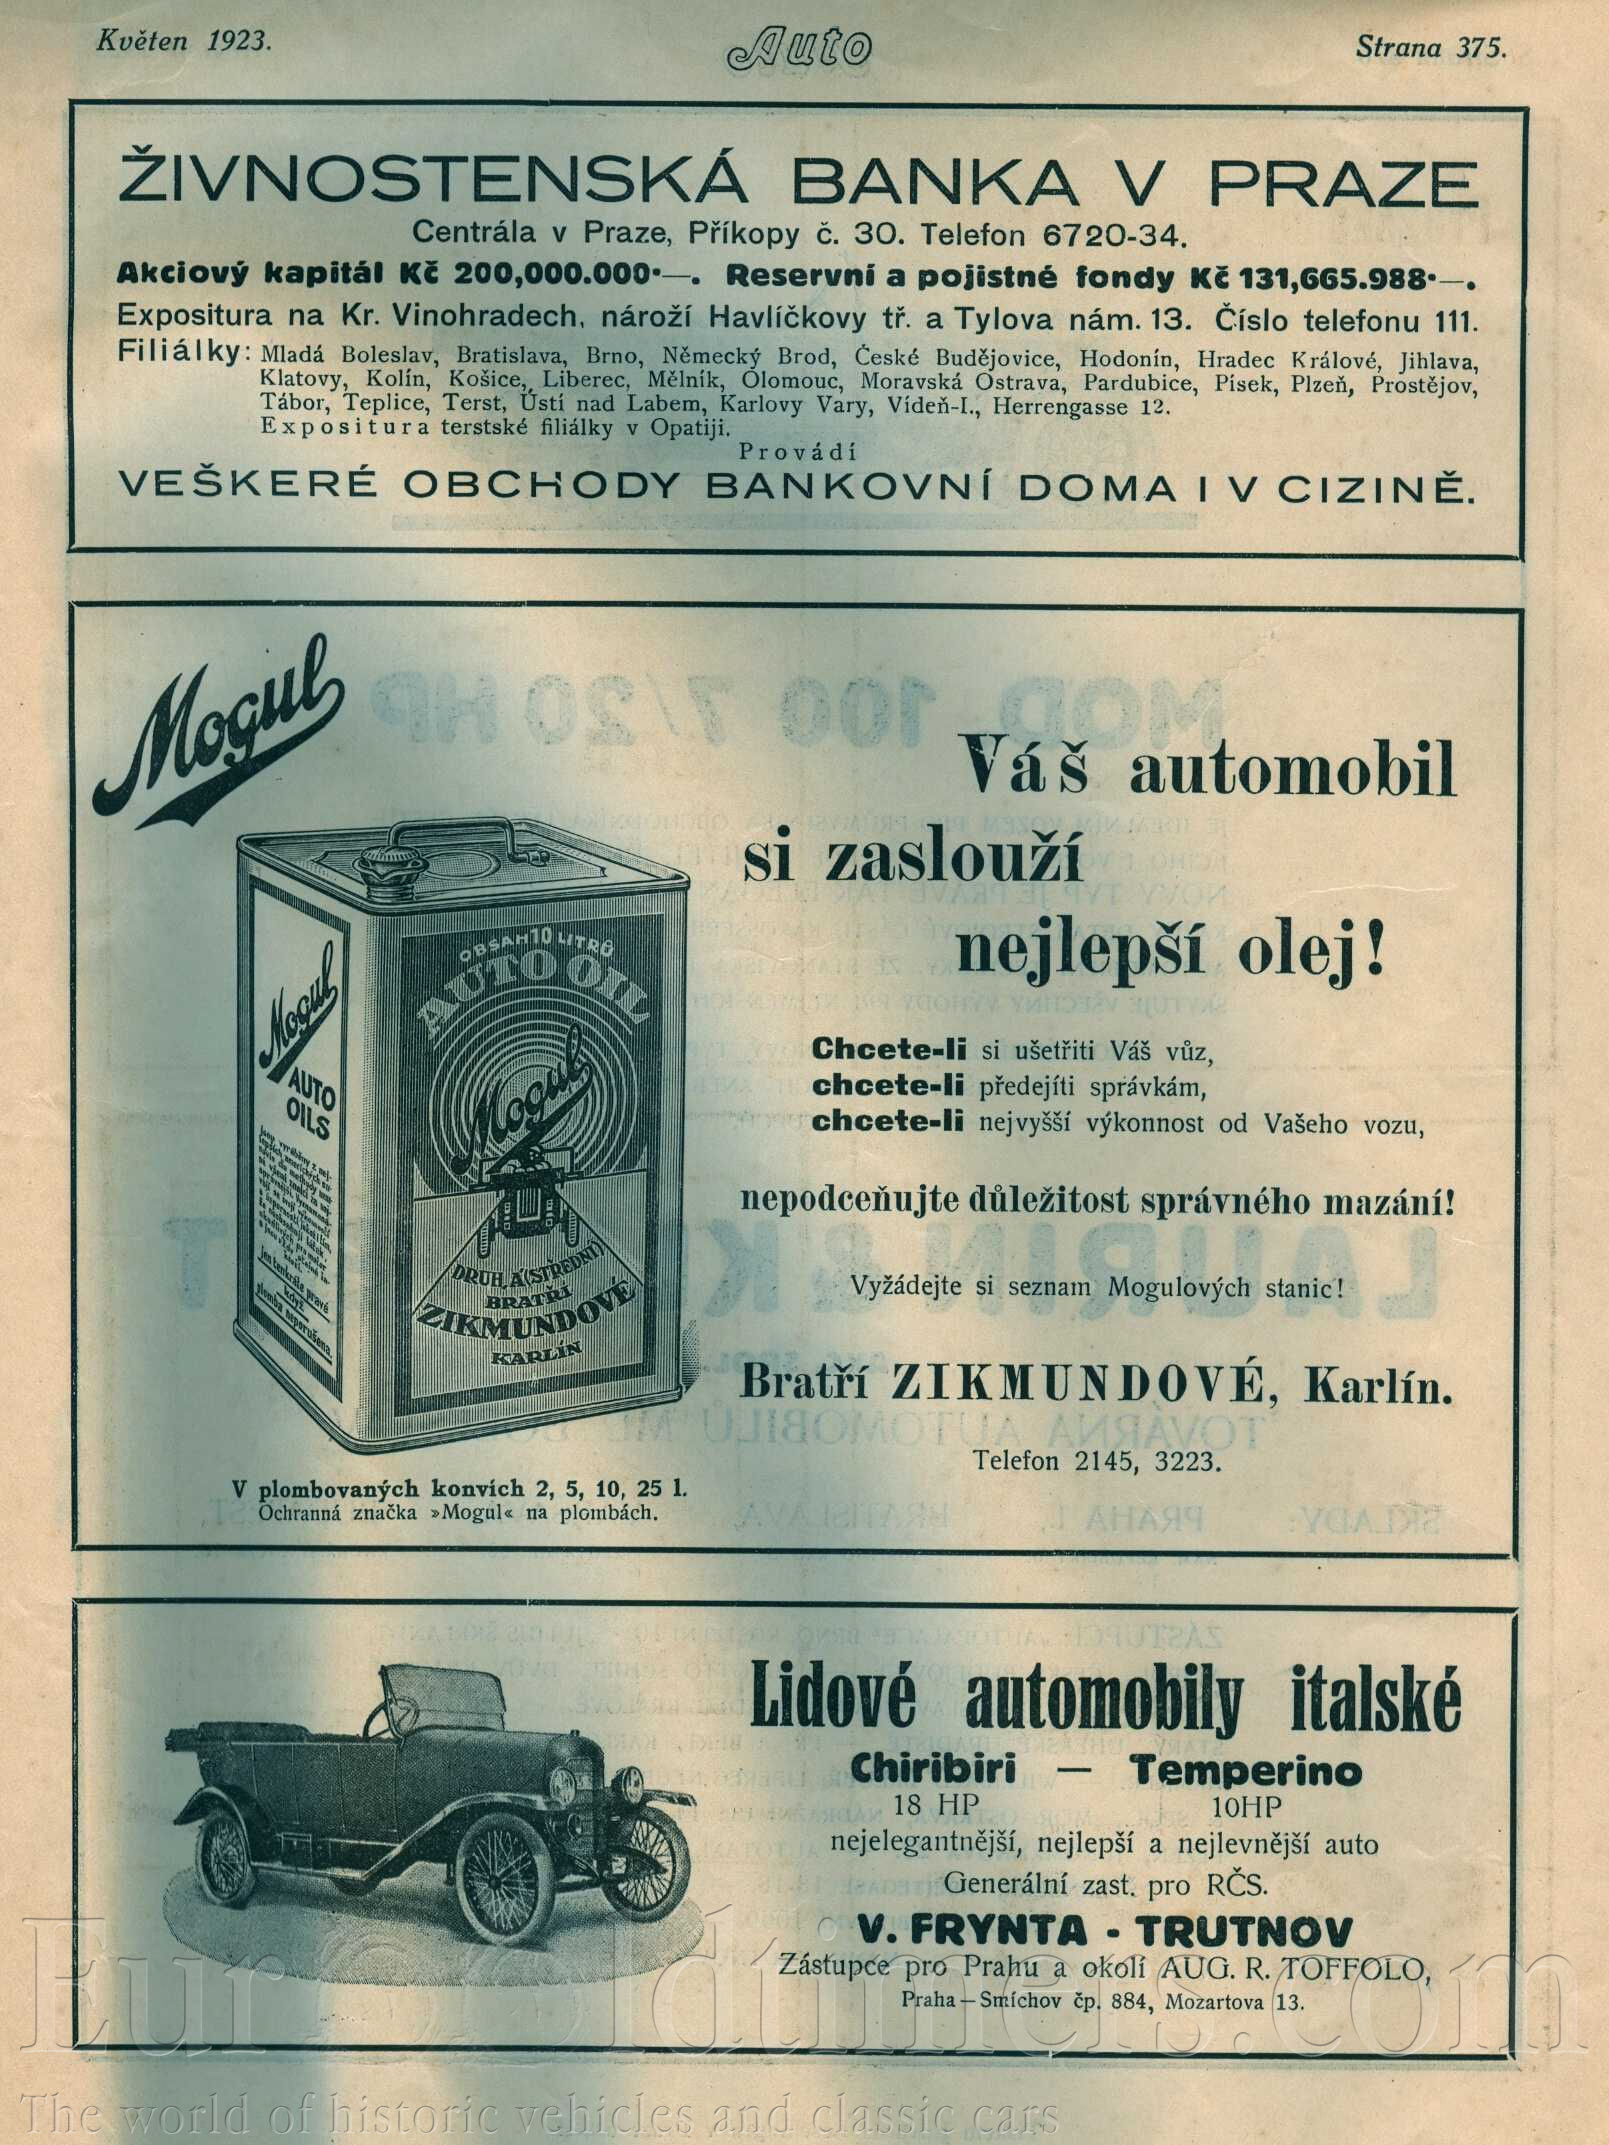 Květen 1923.
Auto
Strana 375.
ŽIVNOSTENSKÁ BANKA V PRAZE
Centrála v Praze, Příkopy č. 30. Telefon 6720-34.
Akciový kapitál Kč 200,000.000·—. Reservní a pojistné fondy Kč 131,665.988·—.
Expositura na Kr. Vinohradech, nároží Havlíčkovy tř. a Tylova nám. 13. Číslo telefonu 111.
Filiálky: Mladá Boleslav, Bratislava, Brno, Německý Brod, České Budějovice, Hodonín, Hradec Králové, Jihlava,
Klatovy, Kolín, Košice, Liberec, Mělník, Olomouc, Moravská Ostrava, Pardubice, Písek, Plzeň, Prostějov,
Tábor, Teplice, Terst, Ústí nad Labem, Karlovy Vary, Vídeň-I., Herrengasse 12.
Expositura terstské filiálky v Opatiji.
Provádí
VEŠKERÉ OBCHODY BANKOVNÍ DOMA I V CIZINĚ.
Mogul
Váš automobil
si zaslouží
nejlepší olej!
Chcete-li si ušetřiti Váš vůz,
chcete-li předejíti správkám,
chcete-li nejvyšší výkonnost od Vašeho vozu,
nepodceňujte důležitost správného mazání!
Vyžádejte si seznam Mogulových stanic!
Bratří ZIKMUNDOVÉ, Karlín.
Telefon 2145, 3223.
OBSAH 10 LITRŮ
AUTO OIL
Mogul
DRUH A (STŘEDNÍ)
BRATŘI
ZIKMUNDOVÉ
KARLÍN
Mogul
AUTO
OILS
jen tenkráte pravé
když
plomba neporušena.
V plombovaných konvích 2, 5, 10, 25 l.
Ochranná značka »Mogul« na plombách.
Lidové automobily italské
Chiribiri — Temperino
18 HP 10HP
nejelegantnější, nejlepší a nejlevnější auto
Generální zast. pro RČS.
V. FRYNTA - TRUTNOV
Zástupce pro Prahu a okolí AUG. R. TOFFOLO,
Praha—Smíchov čp. 884, Mozartova 13.
Eurooldtimers.com
The world of historic vehicles and classic cars